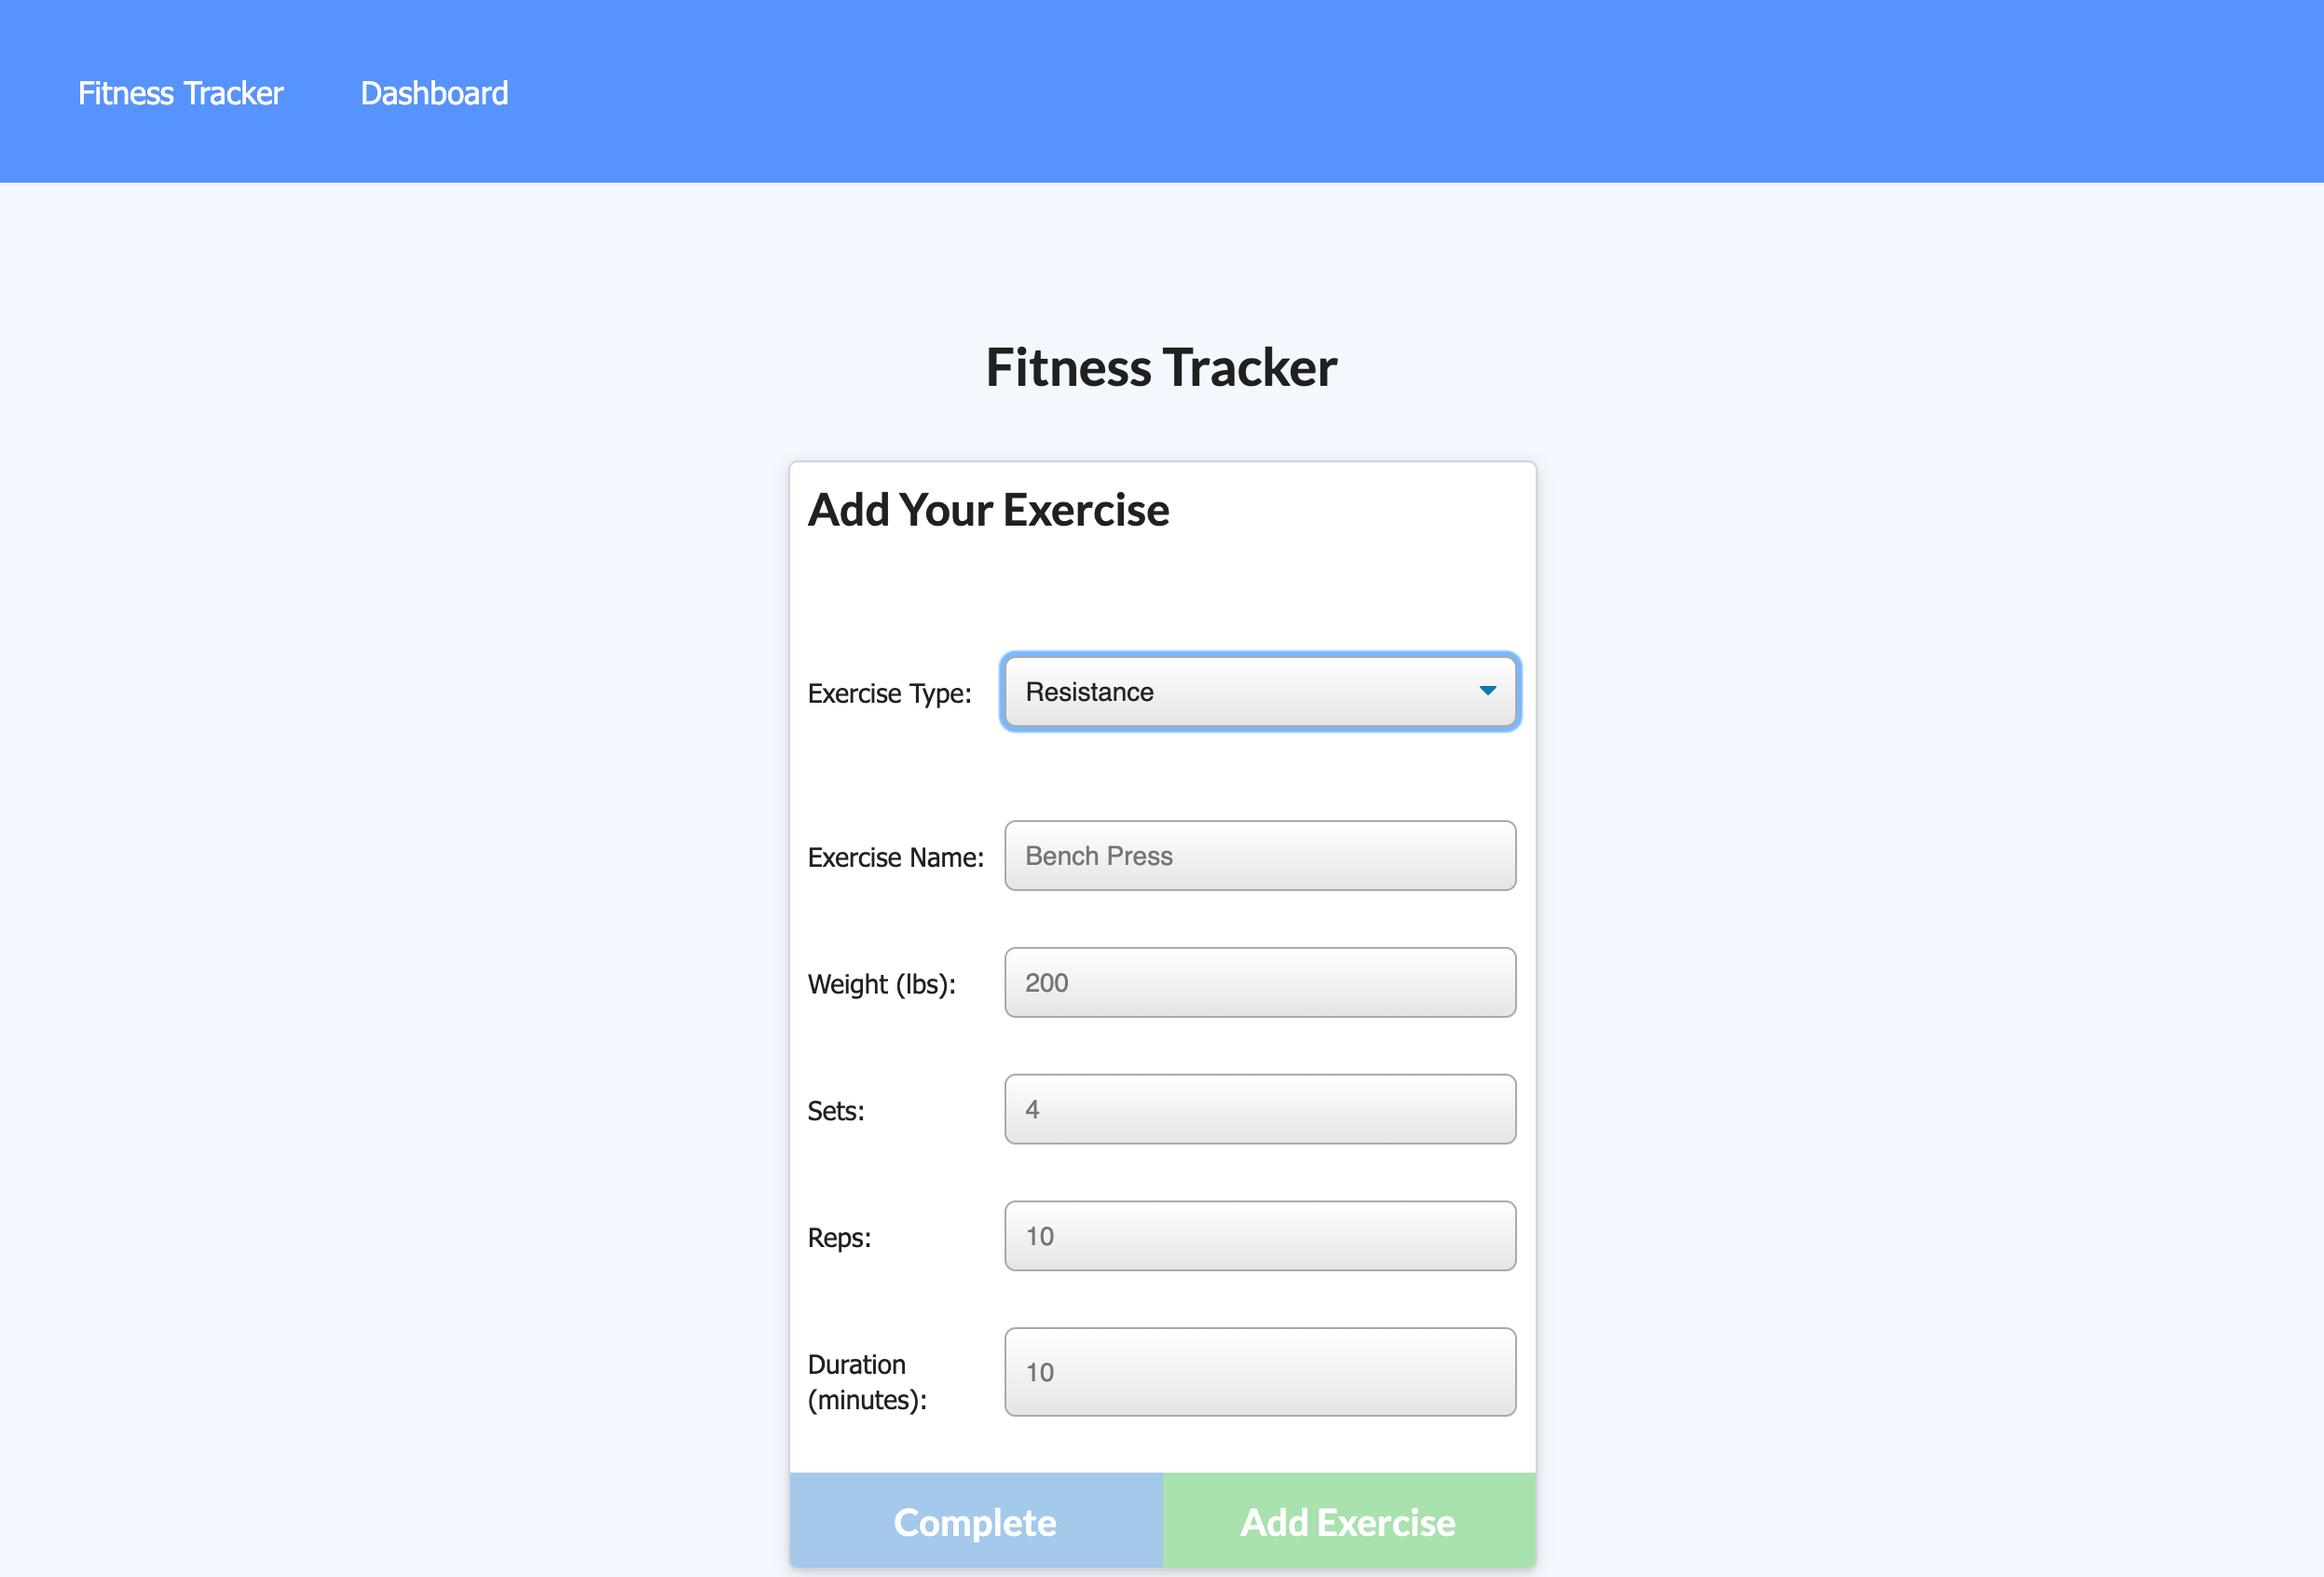 Fitness Tracker Dashboard
Fitness Tracker
Add Your Exercise
Exercise Type: Resistance
Exercise Name: Bench Press
Weight (lbs): 200
Sets: 4
Reps: 10
Duration
(minutes): 10
Complete Add Exercise